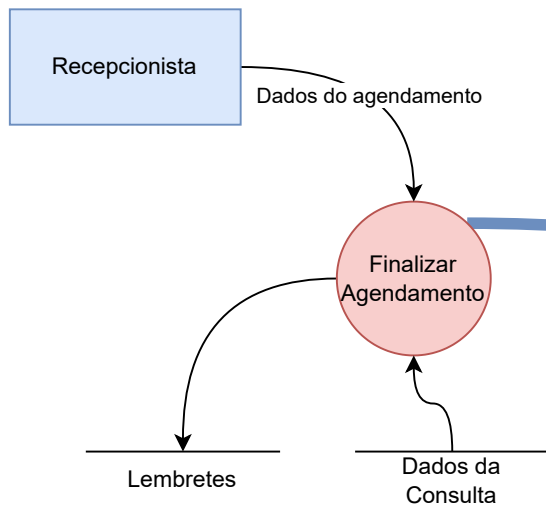 Recepcionista
Dados do agendamento
Finalizar
Agendamento
Lembretes
Dados da
Consulta